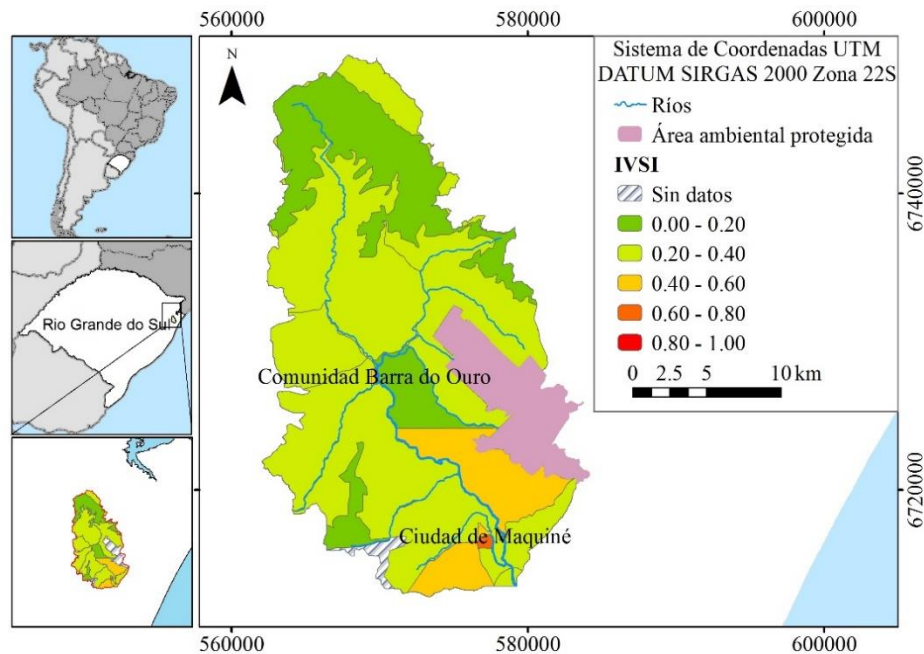 560000
580000
600000
Sistema de Coordenadas UTM
DATUM SIRGAS 2000 Zona 22S
Ríos
Área ambiental protegida
IVSI
Sin datos
0.00 - 0.20
0.20 - 0.40
0.40 - 0.60
0.60 - 0.80
0.80 - 1.00
0 2.5 5 10 km
N
6740000
6720000
Rio Grande do Sul
Comunidad Barra do Ouro
Ciudad de Maquiné
560000
580000
600000